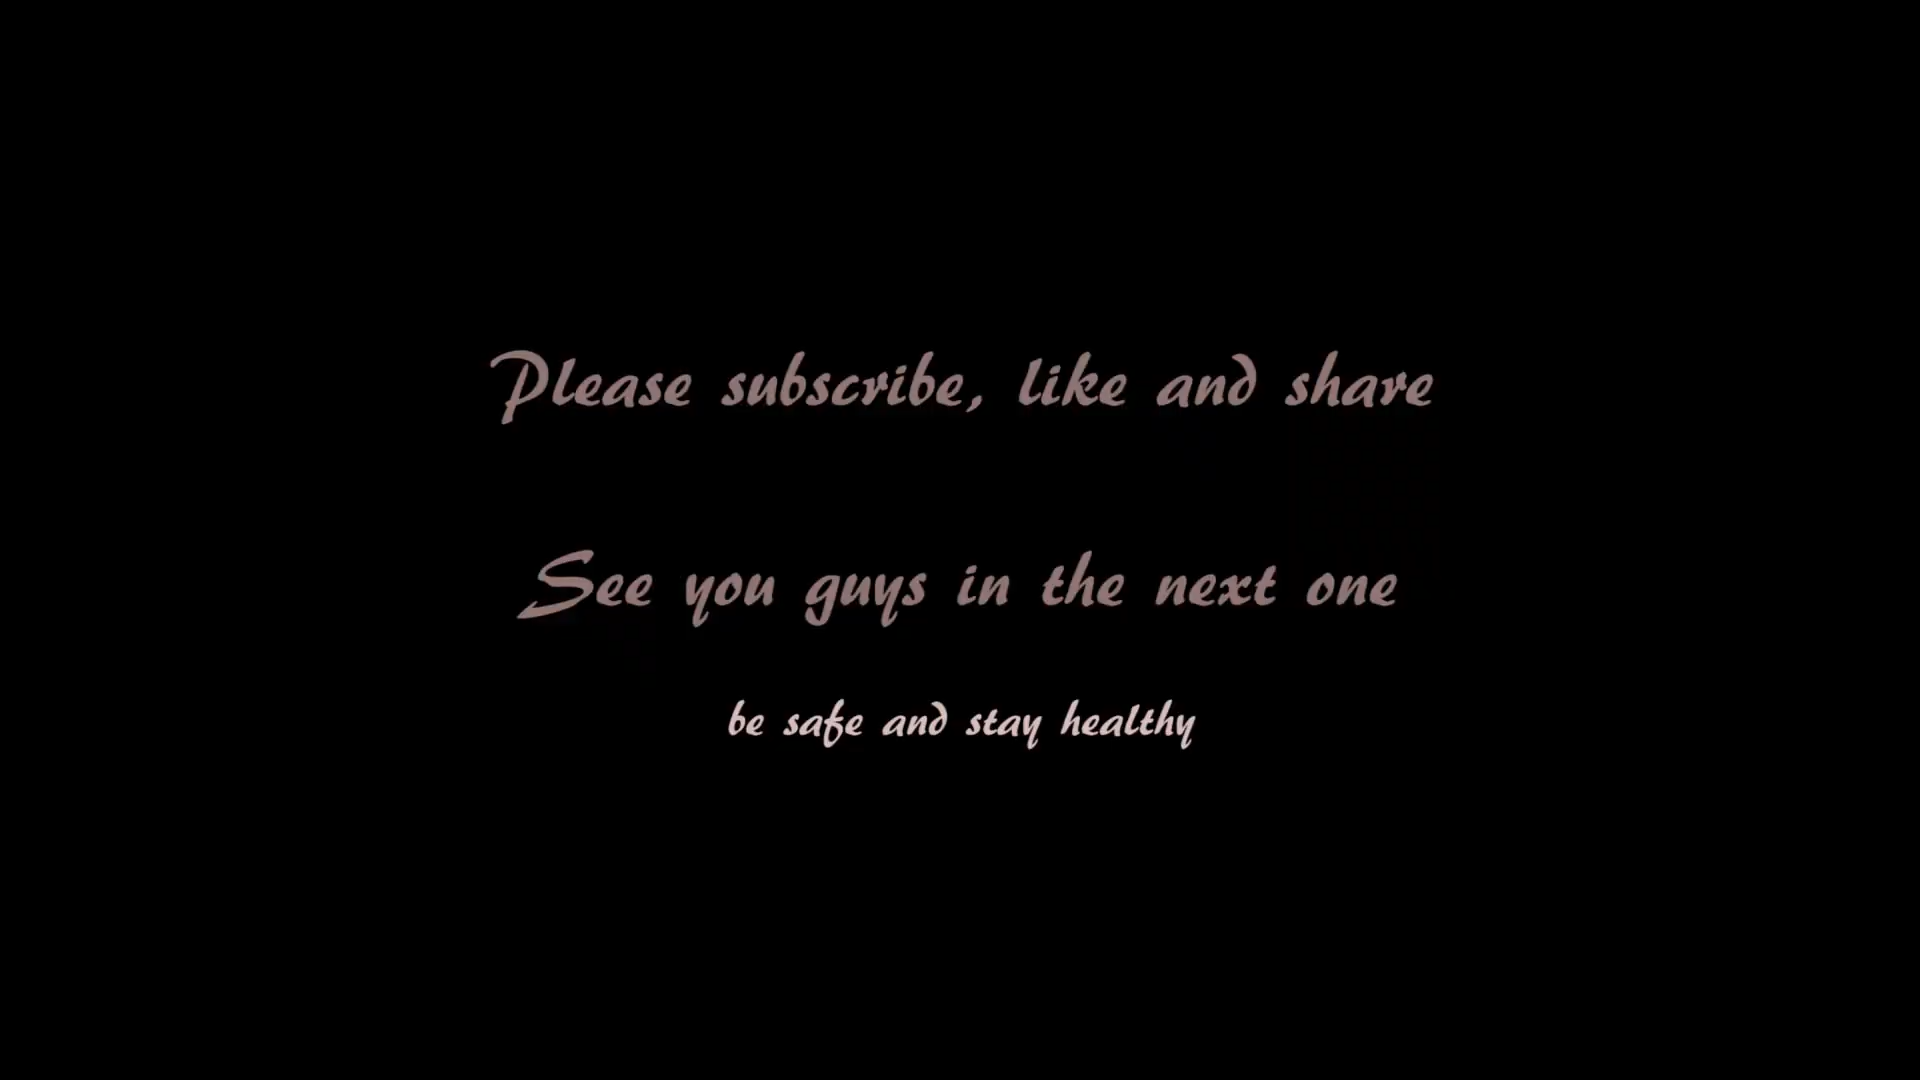 Please subscribe, like and share
See you guys in the next one
be safe and stay healthy